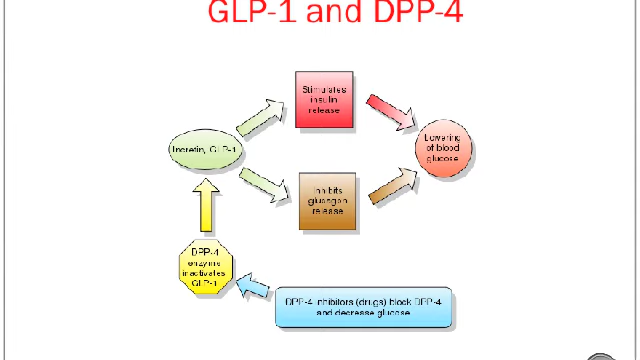 GLP-1 and DPP-4
Stimulates
insulin
release
Lowering
of blood
glucose
Incretin, GLP-1
Inhibits
glucagon
release
DPP-4
enzyme
inactivates
GLP-1
DPP-4 inhibitors (drugs) block DPP-4
and decrease glucose